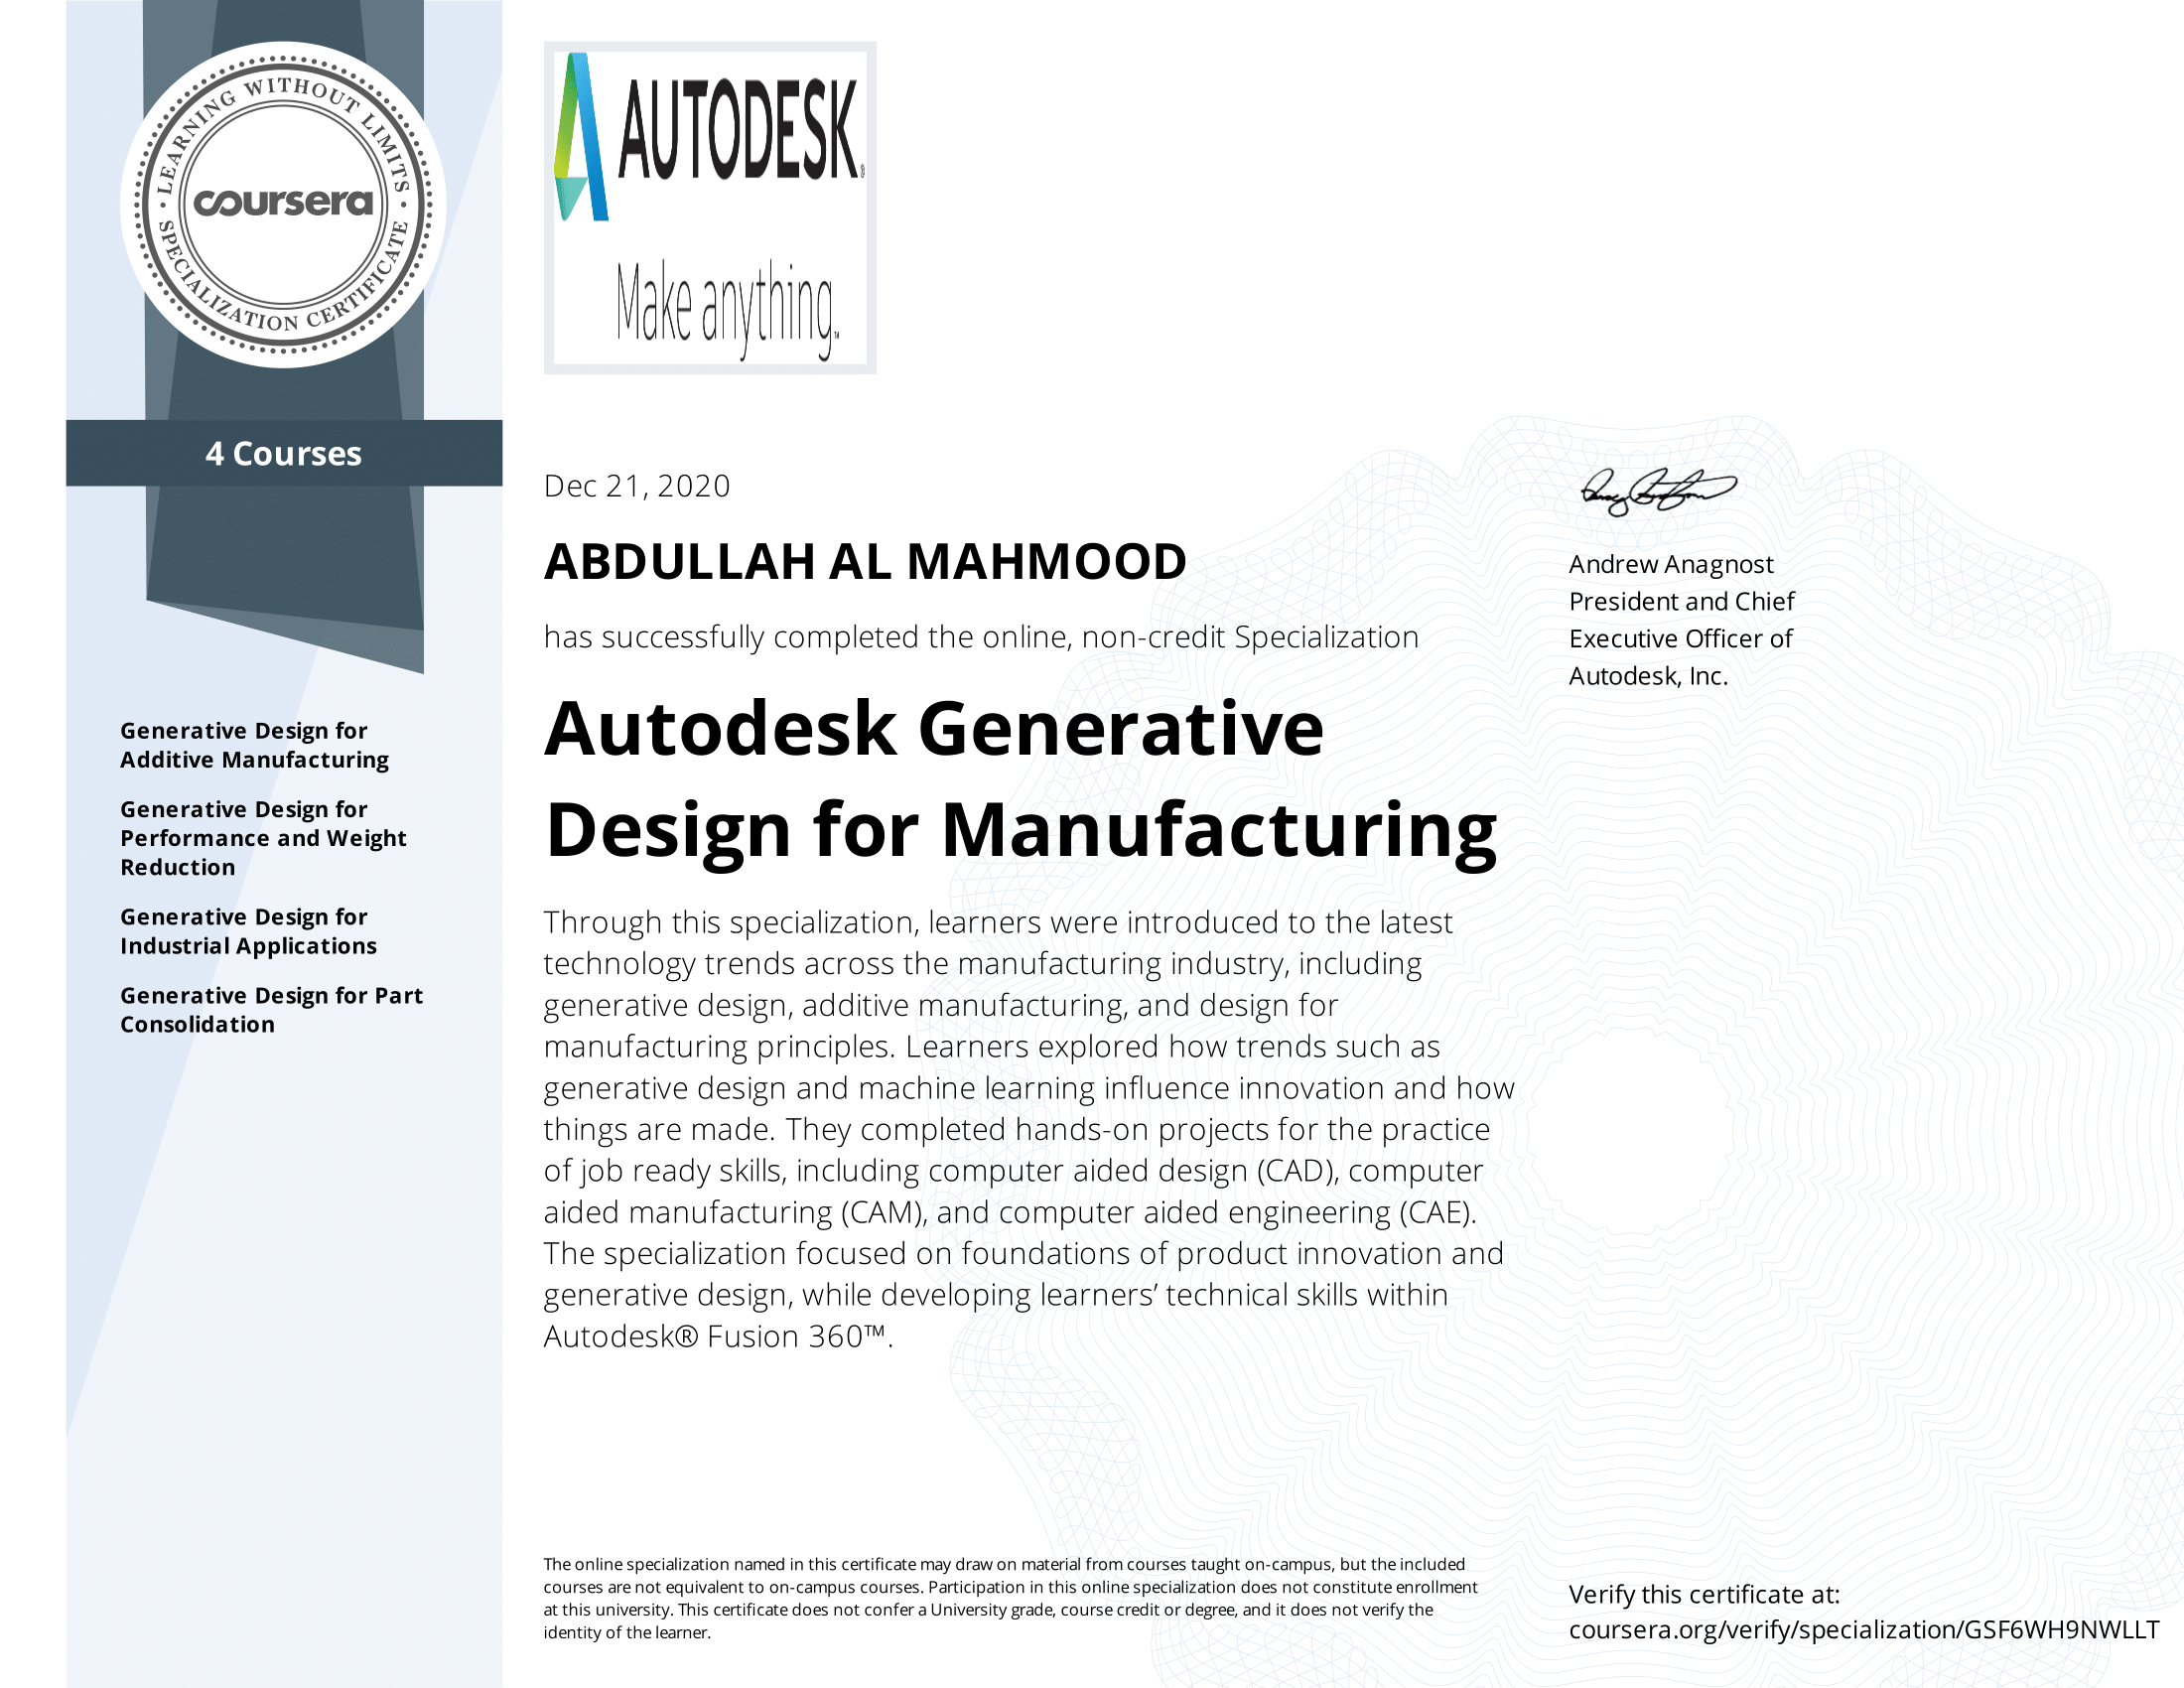 LEARNING WITHOUT LIMITS
coursera
SPECIALIZATION CERTIFICATE
4 Courses
Generative Design for
Additive Manufacturing
Generative Design for
Performance and Weight
Reduction
Generative Design for
Industrial Applications
Generative Design for Part
Consolidation
AUTODESK®
Make anything™
Dec 21, 2020
ABDULLAH AL MAHMOOD
has successfully completed the online, non-credit Specialization
Autodesk Generative
Design for Manufacturing
Through this specialization, learners were introduced to the latest
technology trends across the manufacturing industry, including
generative design, additive manufacturing, and design for
manufacturing principles. Learners explored how trends such as
generative design and machine learning influence innovation and how
things are made. They completed hands-on projects for the practice
of job ready skills, including computer aided design (CAD), computer
aided manufacturing (CAM), and computer aided engineering (CAE).
The specialization focused on foundations of product innovation and
generative design, while developing learners’ technical skills within
Autodesk® Fusion 360™.
Andrew Anagnost
President and Chief
Executive Officer of
Autodesk, Inc.
The online specialization named in this certificate may draw on material from courses taught on-campus, but the included
courses are not equivalent to on-campus courses. Participation in this online specialization does not constitute enrollment
at this university. This certificate does not confer a University grade, course credit or degree, and it does not verify the
identity of the learner.
Verify this certificate at:
coursera.org/verify/specialization/GSF6WH9NWLLT